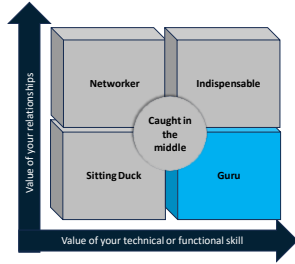 Value of your relationships
Networker
Indispensable
Caught in
the
middle
Sitting Duck
Guru
Value of your technical or functional skill